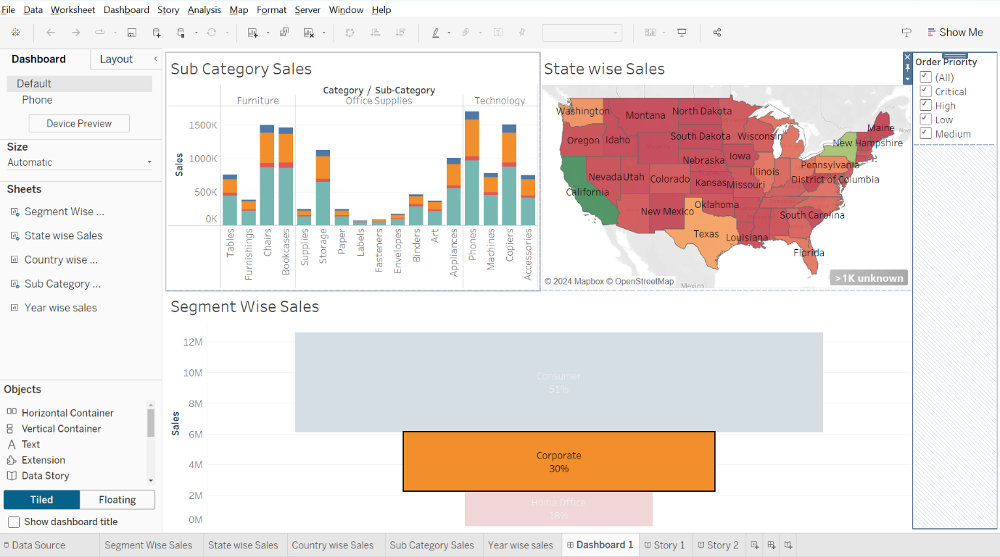 File Data Worksheet Dashboard Story Analysis Map Format Server Window Help
Show Me
Dashboard Layout
Default
Phone
Device Preview
Size
Automatic
Sheets
Segment Wise ...
State wise Sales
Country wise ...
Sub Category ...
Year wise sales
Objects
Horizontal Container
Vertical Container
Text
Extension
Data Story
Tiled Floating
Show dashboard title
Sub Category Sales
Category / Sub-Category
Furniture Office Supplies Technology
Sales
1500K
1000K
500K
0K
Tables Furnishings Chairs Bookcases Supplies Storage Paper Labels Fasteners Envelopes Binders Art Appliances Phones Machines Copiers Accessories
State wise Sales
Washington
Montana
North Dakota
Maine
Oregon
Idaho
South Dakota
Wisconsin
New Hampshire
Nebraska
Iowa
Pennsylvania
Nevada
Utah
Colorado
Kansas
Missouri
Illinois
District of Columbia
California
New Mexico
Oklahoma
South Carolina
Texas
Louisiana
Florida
© 2024 Mapbox © OpenStreetMap
Mexico
>1K unknown
Order Priority
(All)
Critical
High
Low
Medium
Segment Wise Sales
Sales
12M
10M
8M
6M
4M
2M
0M
Consumer
51%
Corporate
30%
Home Office
18%
Data Source Segment Wise Sales State wise Sales Country wise Sales Sub Category Sales Year wise sales Dashboard 1 Story 1 Story 2